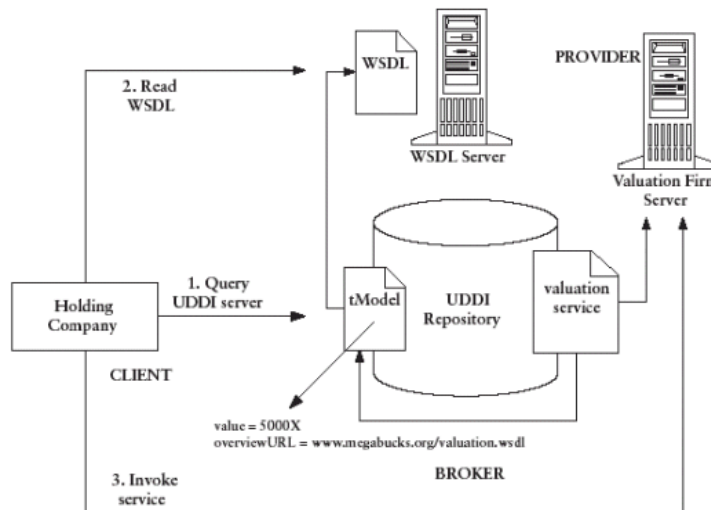 WSDL
PROVIDER
2. Read
WSDL
WSDL Server
Valuation Firm
Server
1. Query
UDDI server
tModel
UDDI
Repository
valuation
service
Holding
Company
CLIENT
value = 5000X
overviewURL = www.megabucks.org/valuation.wsdl
3. Invoke
service
BROKER